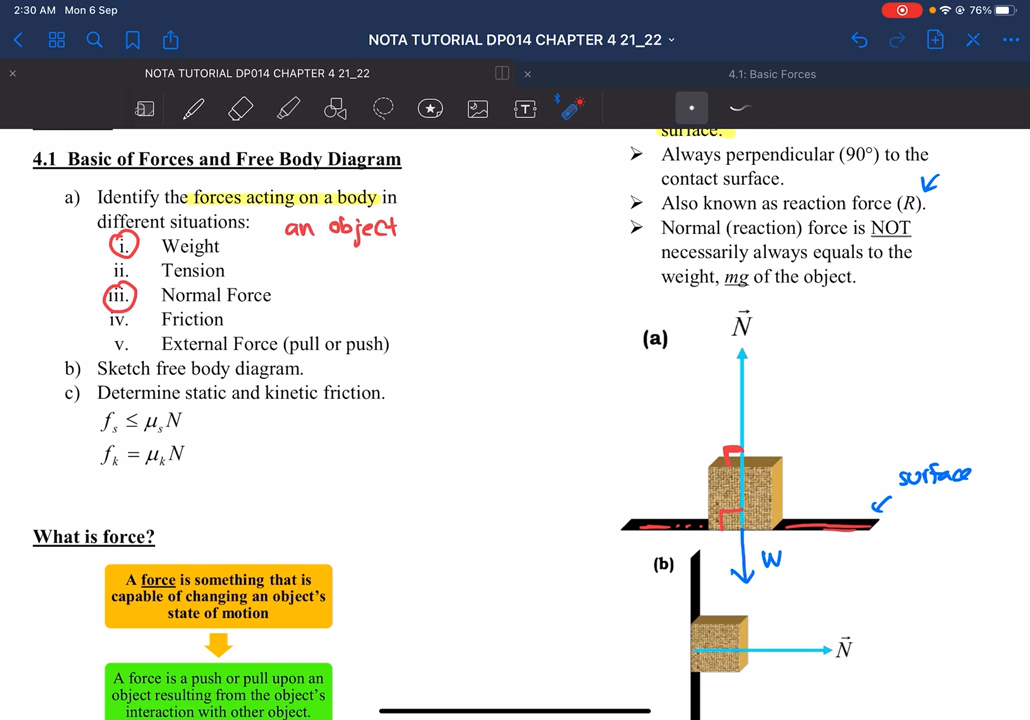 2:30 AM Mon 6 Sep
76%
NOTA TUTORIAL DP014 CHAPTER 4 21_22
NOTA TUTORIAL DP014 CHAPTER 4 21_22
4.1: Basic Forces
4.1 Basic of Forces and Free Body Diagram
a) Identify the forces acting on a body in
different situations:
an object
i. Weight
ii. Tension
iii. Normal Force
iv. Friction
v. External Force (pull or push)
b) Sketch free body diagram.
c) Determine static and kinetic friction.
fₛ ≤ μₛN
fₖ = μₖN
What is force?
A force is something that is
capable of changing an object's
state of motion
A force is a push or pull upon an
object resulting from the object's
interaction with other object.
surface.
➢ Always perpendicular (90°) to the
contact surface.
➢ Also known as reaction force (R).
➢ Normal (reaction) force is NOT
necessarily always equals to the
weight, mg of the object.
(a)
N⃗
surface
W
(b)
N⃗